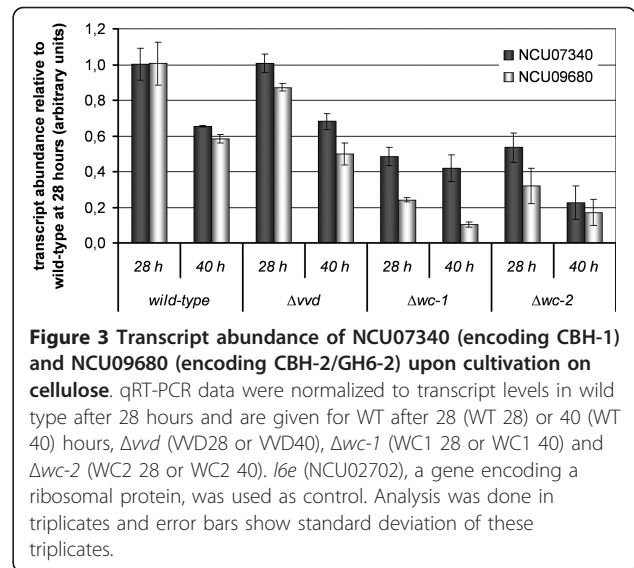 transcript abundance relative to
wild-type at 28 hours (arbitrary units)
1,2
1,0
0,8
0,6
0,4
0,2
0,0
NCU07340
NCU09680
28 h 40 h 28 h 40 h 28 h 40 h 28 h 40 h
wild-type Δvvd Δwc-1 Δwc-2
Figure 3 Transcript abundance of NCU07340 (encoding CBH-1)
and NCU09680 (encoding CBH-2/GH6-2) upon cultivation on
cellulose. qRT-PCR data were normalized to transcript levels in wild
type after 28 hours and are given for WT after 28 (WT 28) or 40 (WT
40) hours, Δvvd (VVD28 or VVD40), Δwc-1 (WC1 28 or WC1 40) and
Δwc-2 (WC2 28 or WC2 40). l6e (NCU02702), a gene encoding a
ribosomal protein, was used as control. Analysis was done in
triplicates and error bars show standard deviation of these
triplicates.